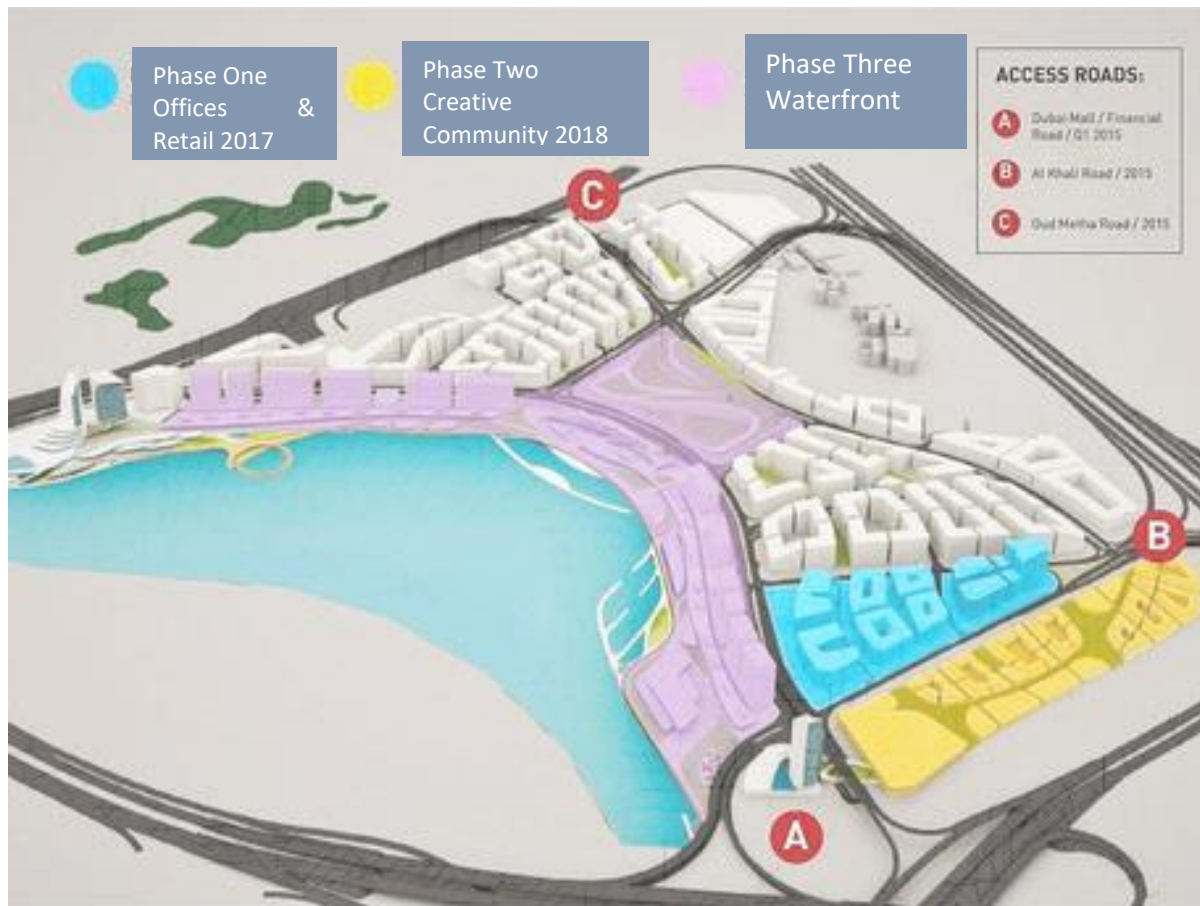 Phase One
Offices &
Retail 2017
Phase Two
Creative
Community 2018
Phase Three
Waterfront
ACCESS ROADS:
A Dubai Mall / Financial
Road / Q1 2015
B Al Khail Road / 2015
C Oud Metha Road / 2015
C
B
A